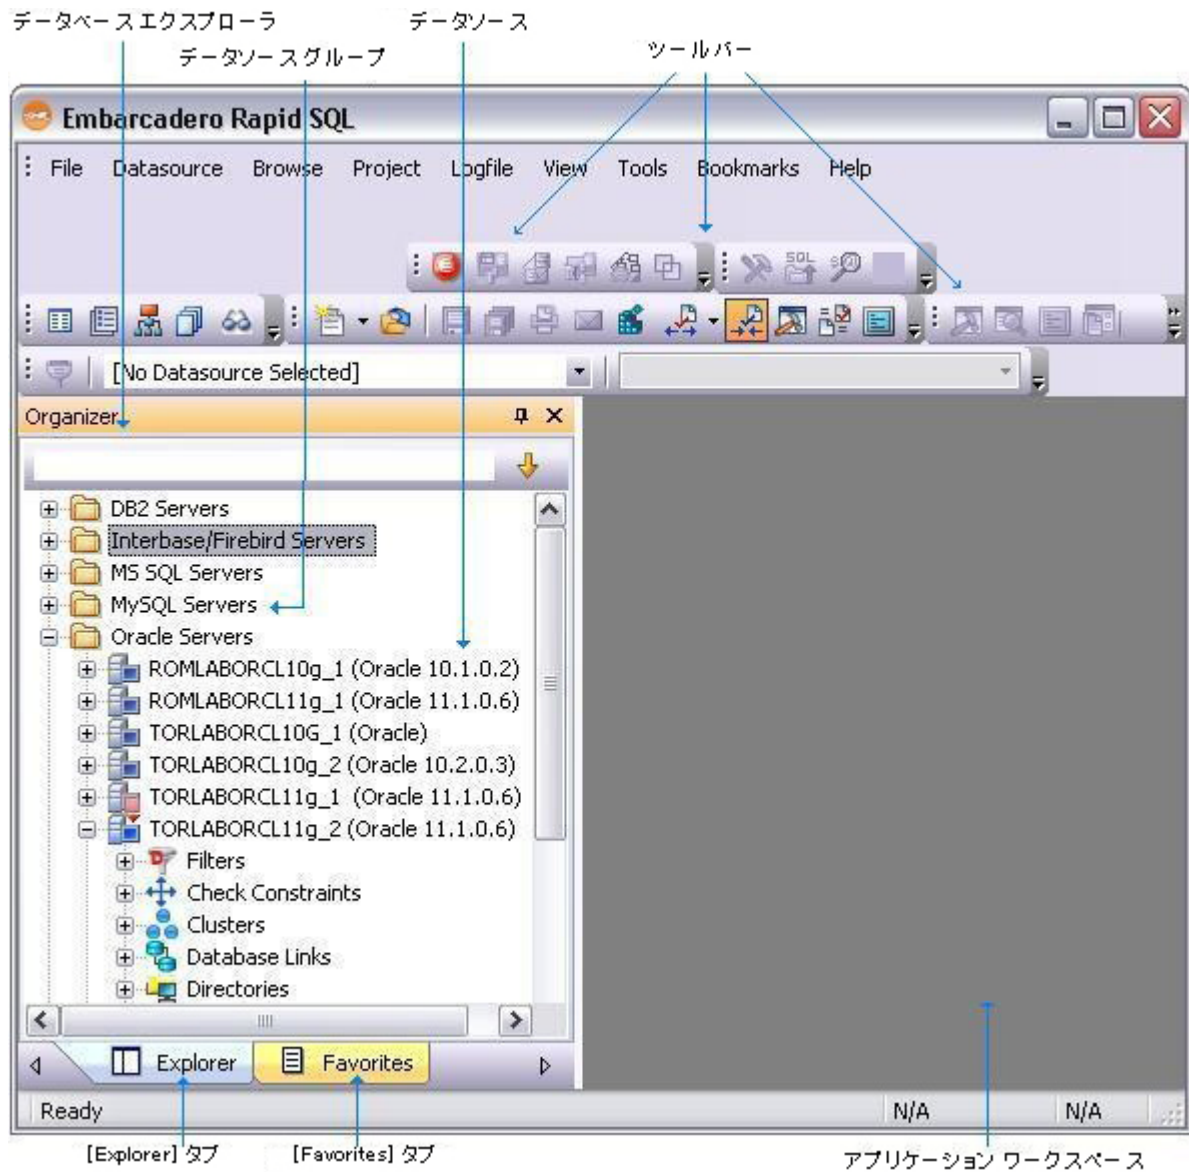 データベース エクスプローラ
データソース
データソース グループ
ツールバー
Embarcadero Rapid SQL
File Datasource Browse Project Logfile View Tools Bookmarks Help
SQL
[No Datasource Selected]
Organizer
DB2 Servers
Interbase/Firebird Servers
MS SQL Servers
MySQL Servers
Oracle Servers
ROMLABORCL10g_1 (Oracle 10.1.0.2)
ROMLABORCL11g_1 (Oracle 11.1.0.6)
TORLABORCL10G_1 (Oracle)
TORLABORCL10g_2 (Oracle 10.2.0.3)
TORLABORCL11g_1 (Oracle 11.1.0.6)
TORLABORCL11g_2 (Oracle 11.1.0.6)
Filters
Check Constraints
Clusters
Database Links
Directories
Explorer Favorites
Ready N/A N/A
[Explorer] タブ
[Favorites] タブ
アプリケーション ワークスペース